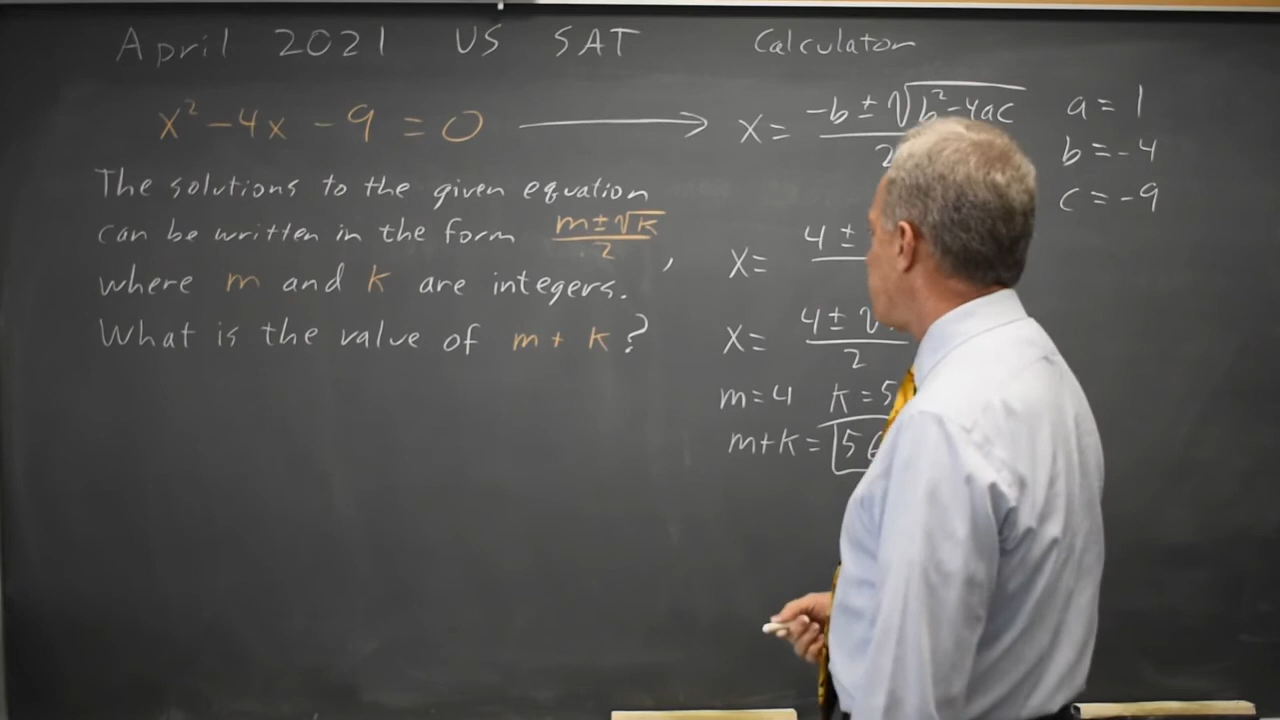 April 2021 US SAT Calculator
x² - 4x - 9 = 0
The solutions to the given equation
can be written in the form m ± √k / 2 ,
where m and k are integers.
What is the value of m + k ?
x = -b ± √b² - 4ac / 2
a = 1
b = -4
c = -9
x = 4 ±
x = 4 ± √ / 2
m = 4 k = 5
m + k =